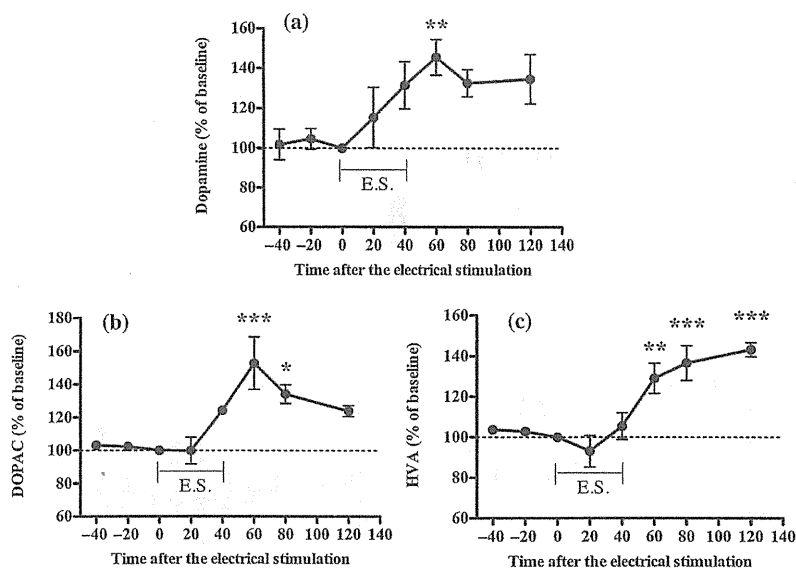 (a)
**
Dopamine (% of baseline)
160
140
120
100
80
60
E.S.
−40 −20 0 20 40 60 80 100 120 140
Time after the electrical stimulation
(b)
***
*
DOPAC (% of baseline)
180
160
140
120
100
80
60
E.S.
−40 −20 0 20 40 60 80 100 120 140
Time after the electrical stimulation
(c)
**
***
***
HVA (% of baseline)
160
140
120
100
80
60
E.S.
−40 −20 0 20 40 60 80 100 120 140
Time after the electrical stimulation